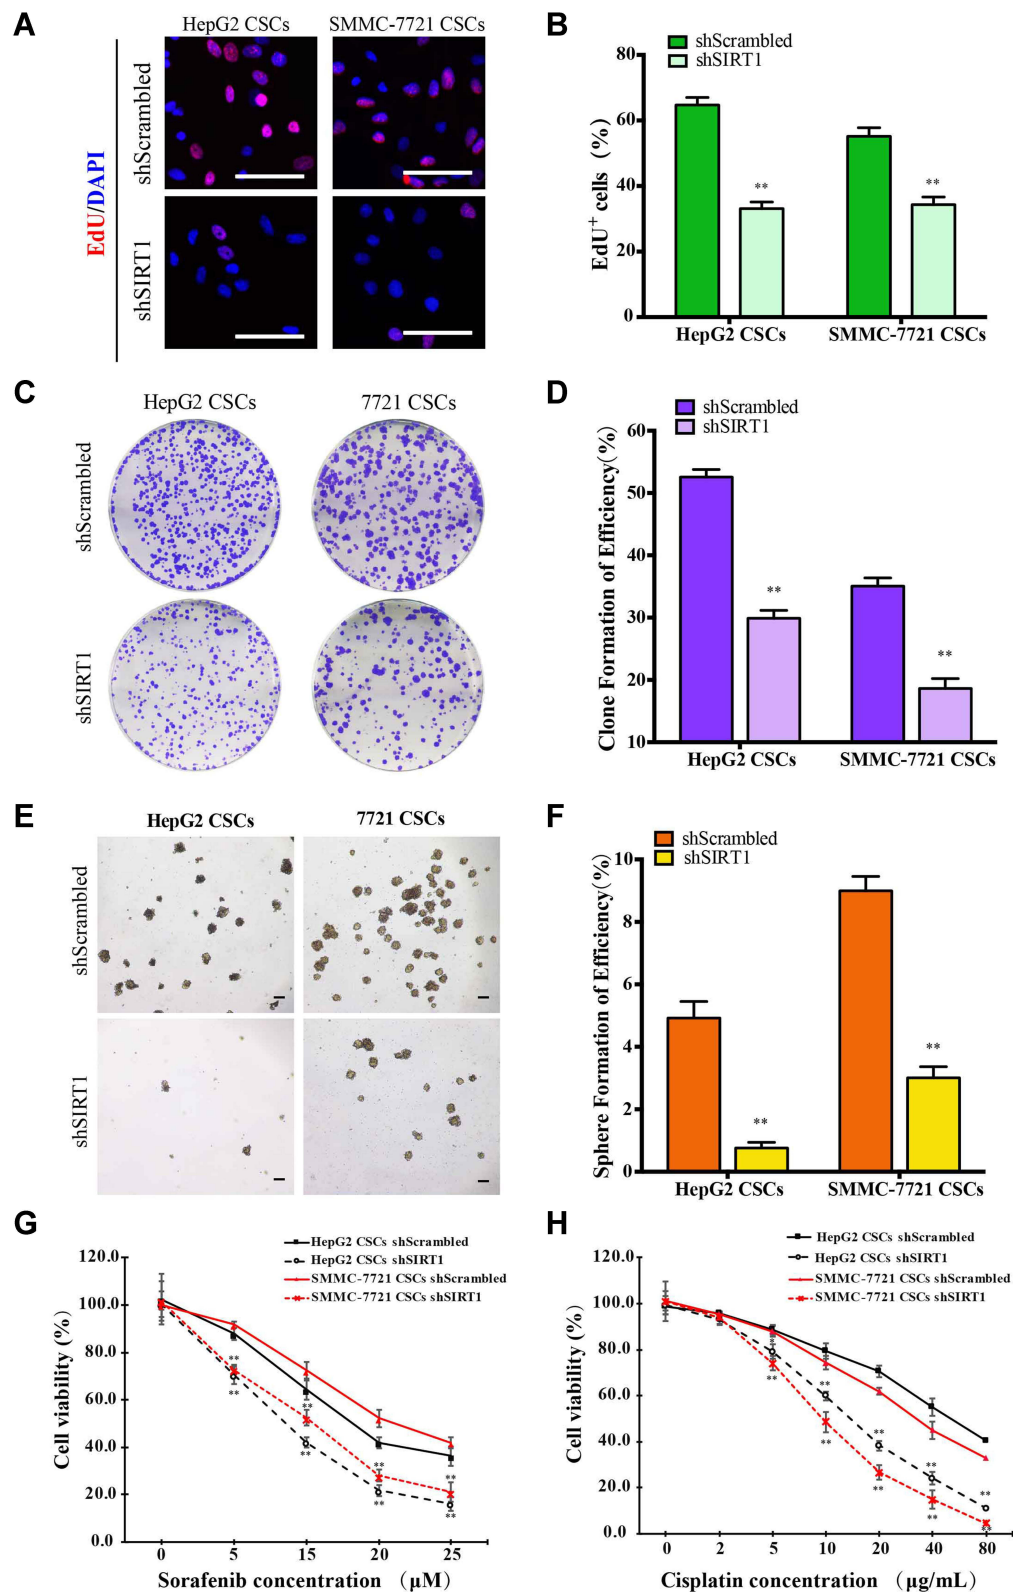 A
HepG2 CSCs
SMMC-7721 CSCs
EdU/DAPI
shScrambled
shSIRT1
B
shScrambled
shSIRT1
EdU+ cells (%)
80
60
40
20
0
**
**
HepG2 CSCs
SMMC-7721 CSCs
C
HepG2 CSCs
7721 CSCs
shScrambled
shSIRT1
D
shScrambled
shSIRT1
Clone Formation of Efficiency(%)
60
50
40
30
20
10
**
**
HepG2 CSCs
SMMC-7721 CSCs
E
HepG2 CSCs
7721 CSCs
shScrambled
shSIRT1
F
shScrambled
shSIRT1
Sphere Formation of Efficiency(%)
10
8
6
4
2
0
**
**
HepG2 CSCs
SMMC-7721 CSCs
G
HepG2 CSCs shScrambled
HepG2 CSCs shSIRT1
SMMC-7721 CSCs shScrambled
SMMC-7721 CSCs shSIRT1
Cell viability (%)
120.0
100.0
80.0
60.0
40.0
20.0
0.0
**
**
**
**
**
**
**
**
0
5
15
20
25
Sorafenib concentration (μM)
H
HepG2 CSCs shScrambled
HepG2 CSCs shSIRT1
SMMC-7721 CSCs shScrambled
SMMC-7721 CSCs shSIRT1
Cell viability (%)
120.0
100.0
80.0
60.0
40.0
20.0
0.0
*
**
**
**
**
**
**
**
**
**
0
2
5
10
20
40
80
Cisplatin concentration (μg/mL)